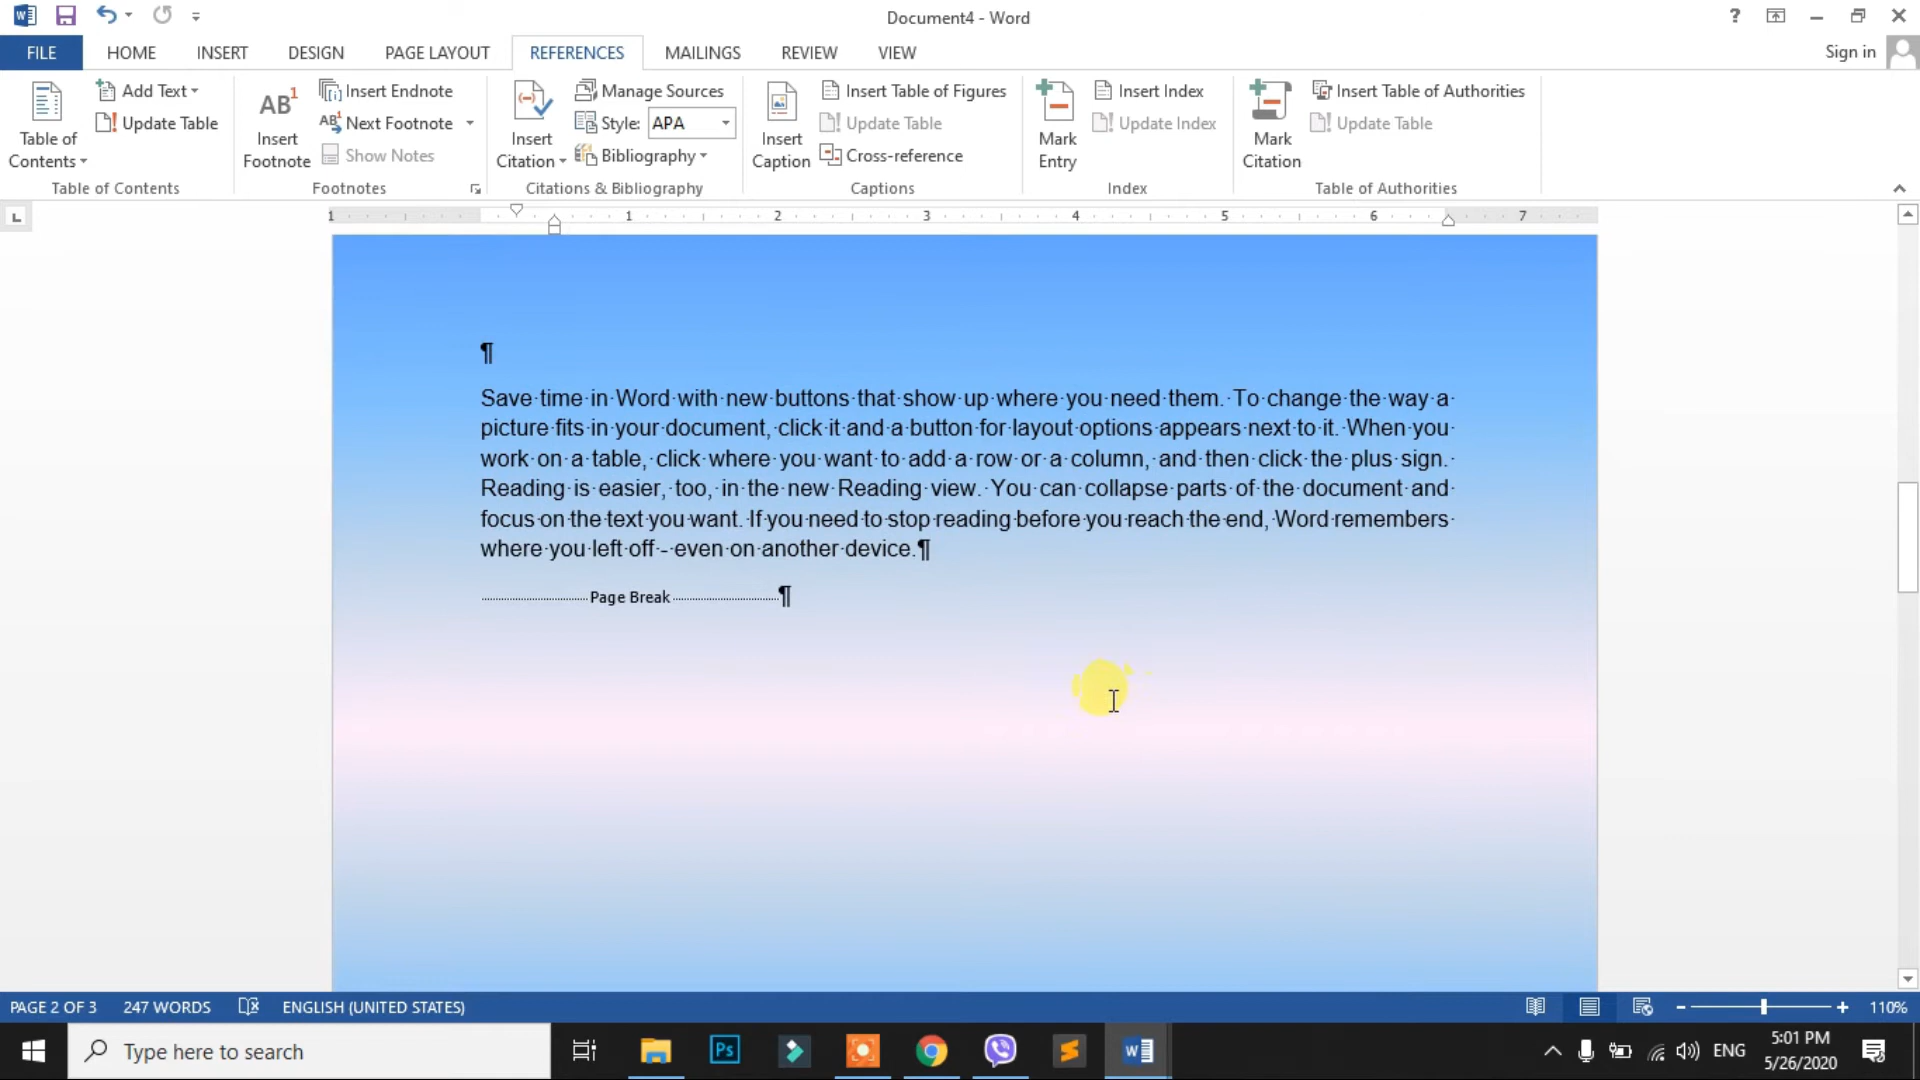 Document4 - Word
?
FILE HOME INSERT DESIGN PAGE LAYOUT REFERENCES MAILINGS REVIEW VIEW Sign in
Table of Contents
Add Text
Update Table
Table of Contents
AB1
Insert Footnote
Insert Endnote
AB1 Next Footnote
Show Notes
Footnotes
Insert Citation
Manage Sources
Style: APA
Bibliography
Citations & Bibliography
Insert Caption
Insert Table of Figures
Update Table
Cross-reference
Captions
Mark Entry
Insert Index
Update Index
Index
Mark Citation
Insert Table of Authorities
Update Table
Table of Authorities
1 1 2 3 4 5 6 7
¶
Save time in Word with new buttons that show up where you need them. To change the way a
picture fits in your document, click it and a button for layout options appears next to it. When you
work on a table, click where you want to add a row or a column, and then click the plus sign.
Reading is easier, too, in the new Reading view. You can collapse parts of the document and
focus on the text you want. If you need to stop reading before you reach the end, Word remembers
where you left off - even on another device.¶
Page Break ¶
PAGE 2 OF 3 247 WORDS ENGLISH (UNITED STATES) 110%
Type here to search
Ps
ENG
5:01 PM
5/26/2020